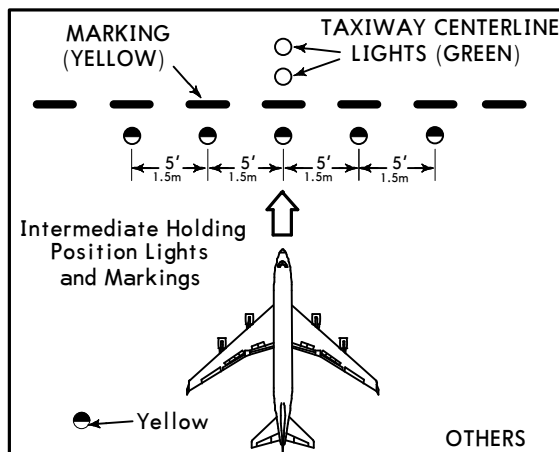 MARKING
(YELLOW)
TAXIWAY CENTERLINE
LIGHTS (GREEN)
5' 5' 5' 5'
1.5m 1.5m 1.5m 1.5m
Intermediate Holding
Position Lights
and Markings
Yellow
OTHERS